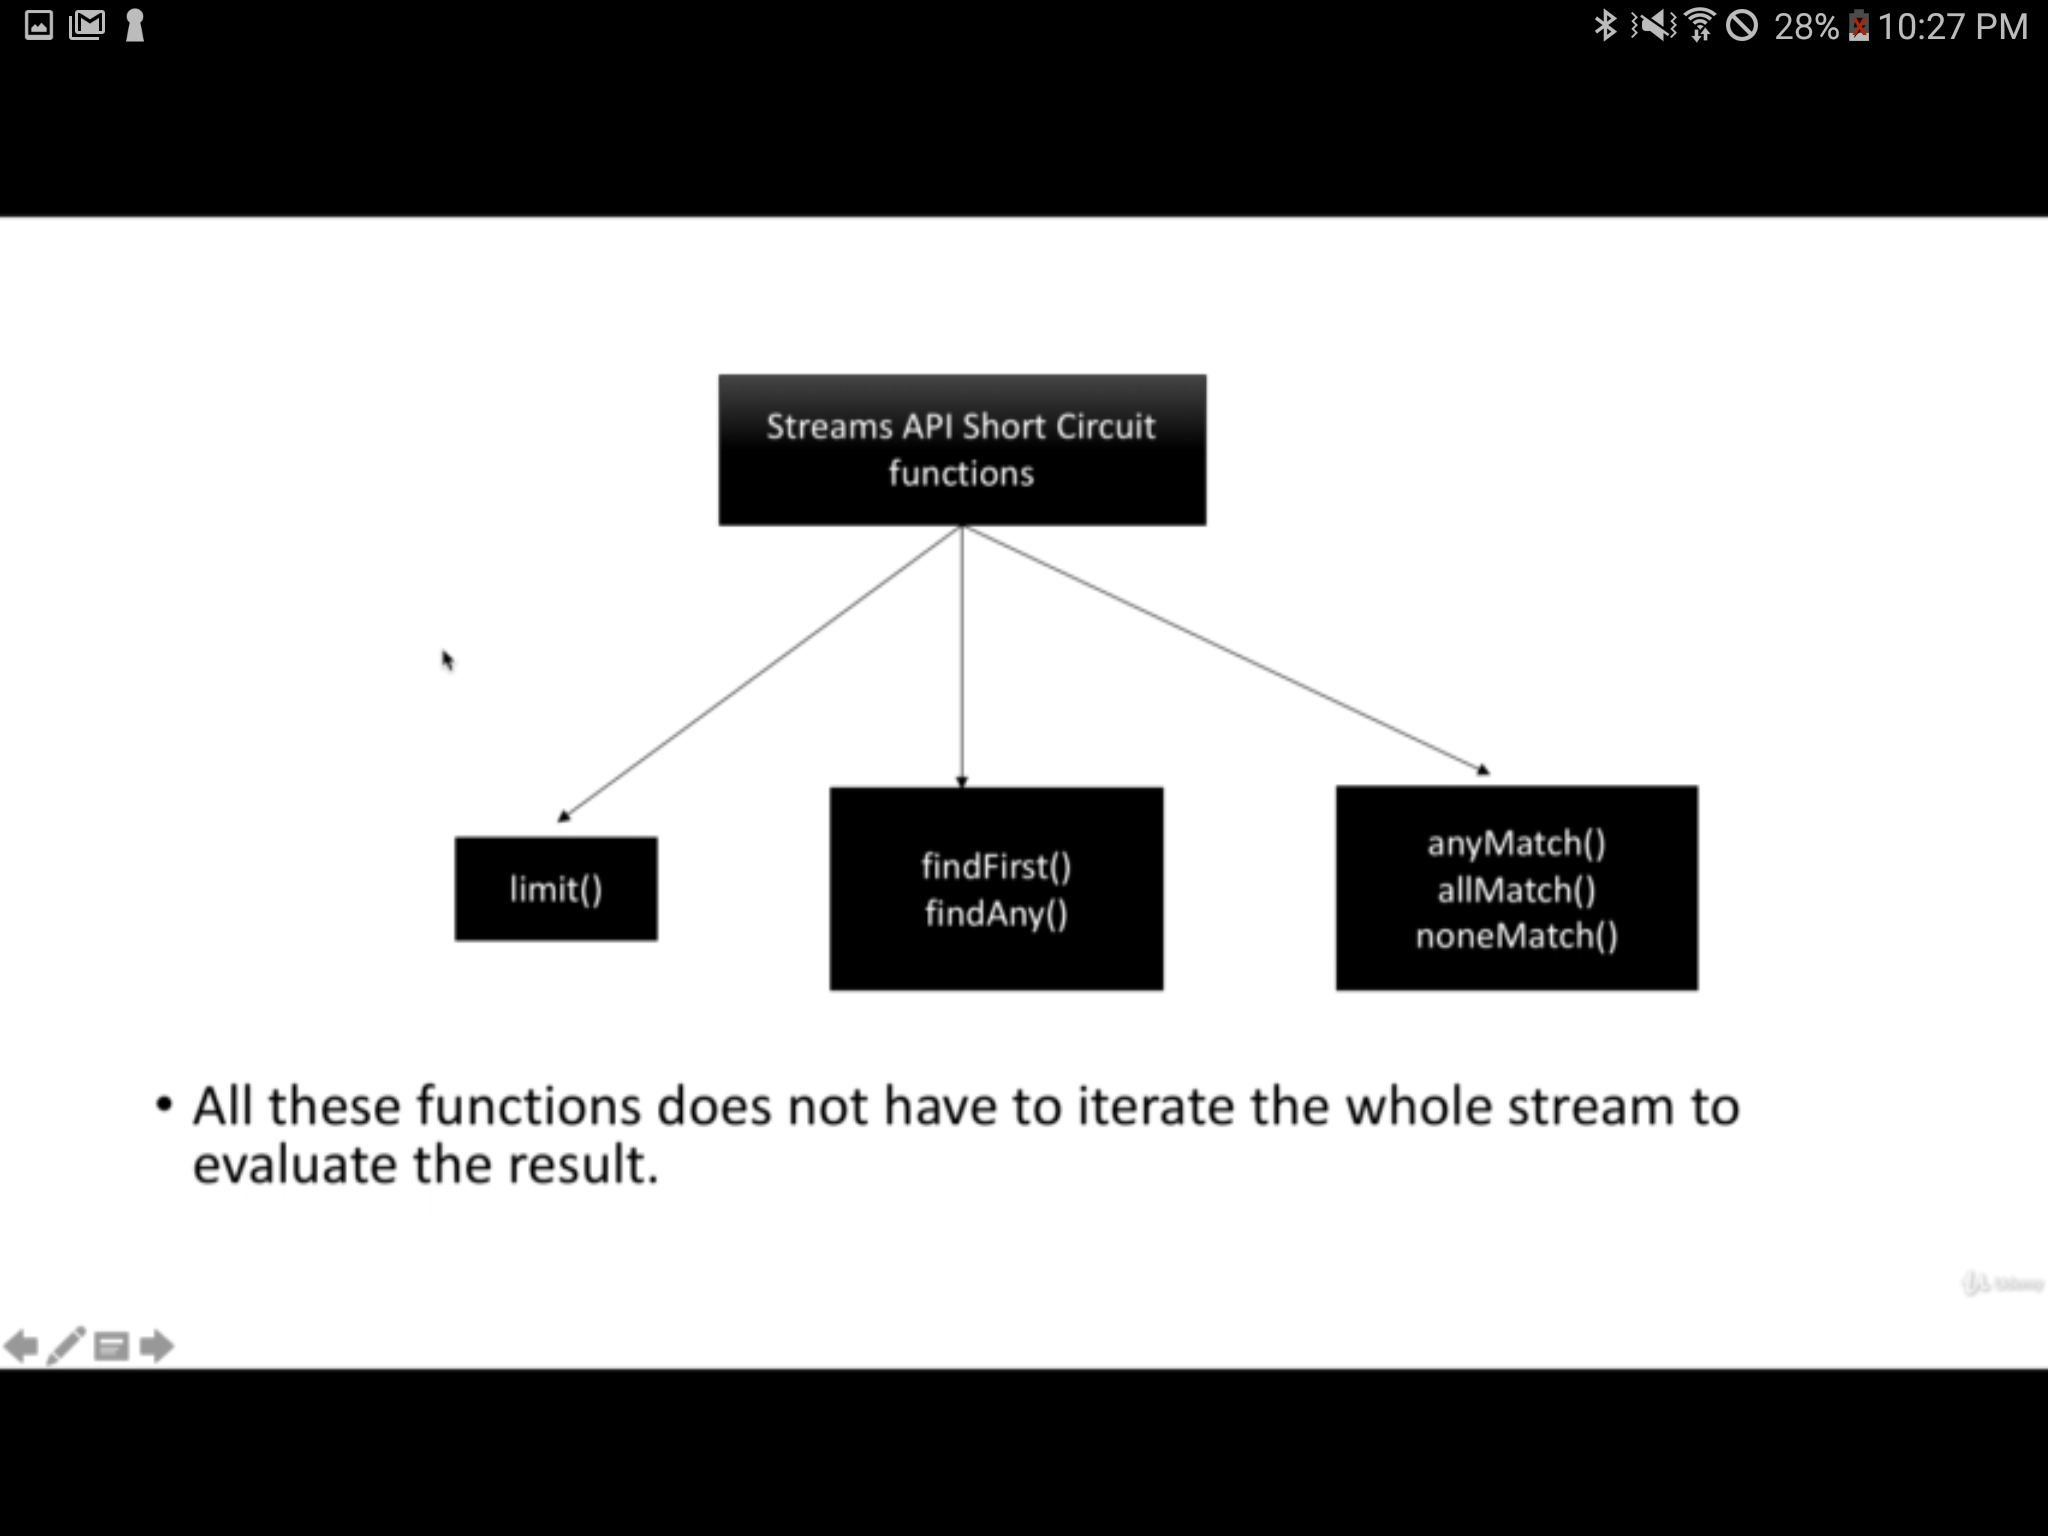 28% 10:27 PM
Streams API Short Circuit
functions
limit()
findFirst()
findAny()
anyMatch()
allMatch()
noneMatch()
• All these functions does not have to iterate the whole stream to
evaluate the result.
Udemy